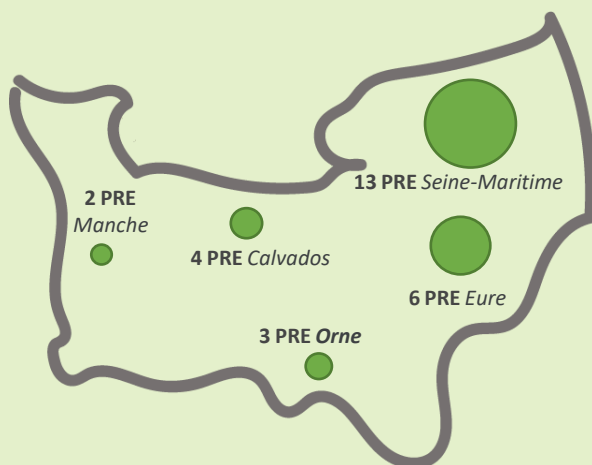 13 PRE Seine-Maritime
2 PRE
Manche
4 PRE Calvados
6 PRE Eure
3 PRE Orne